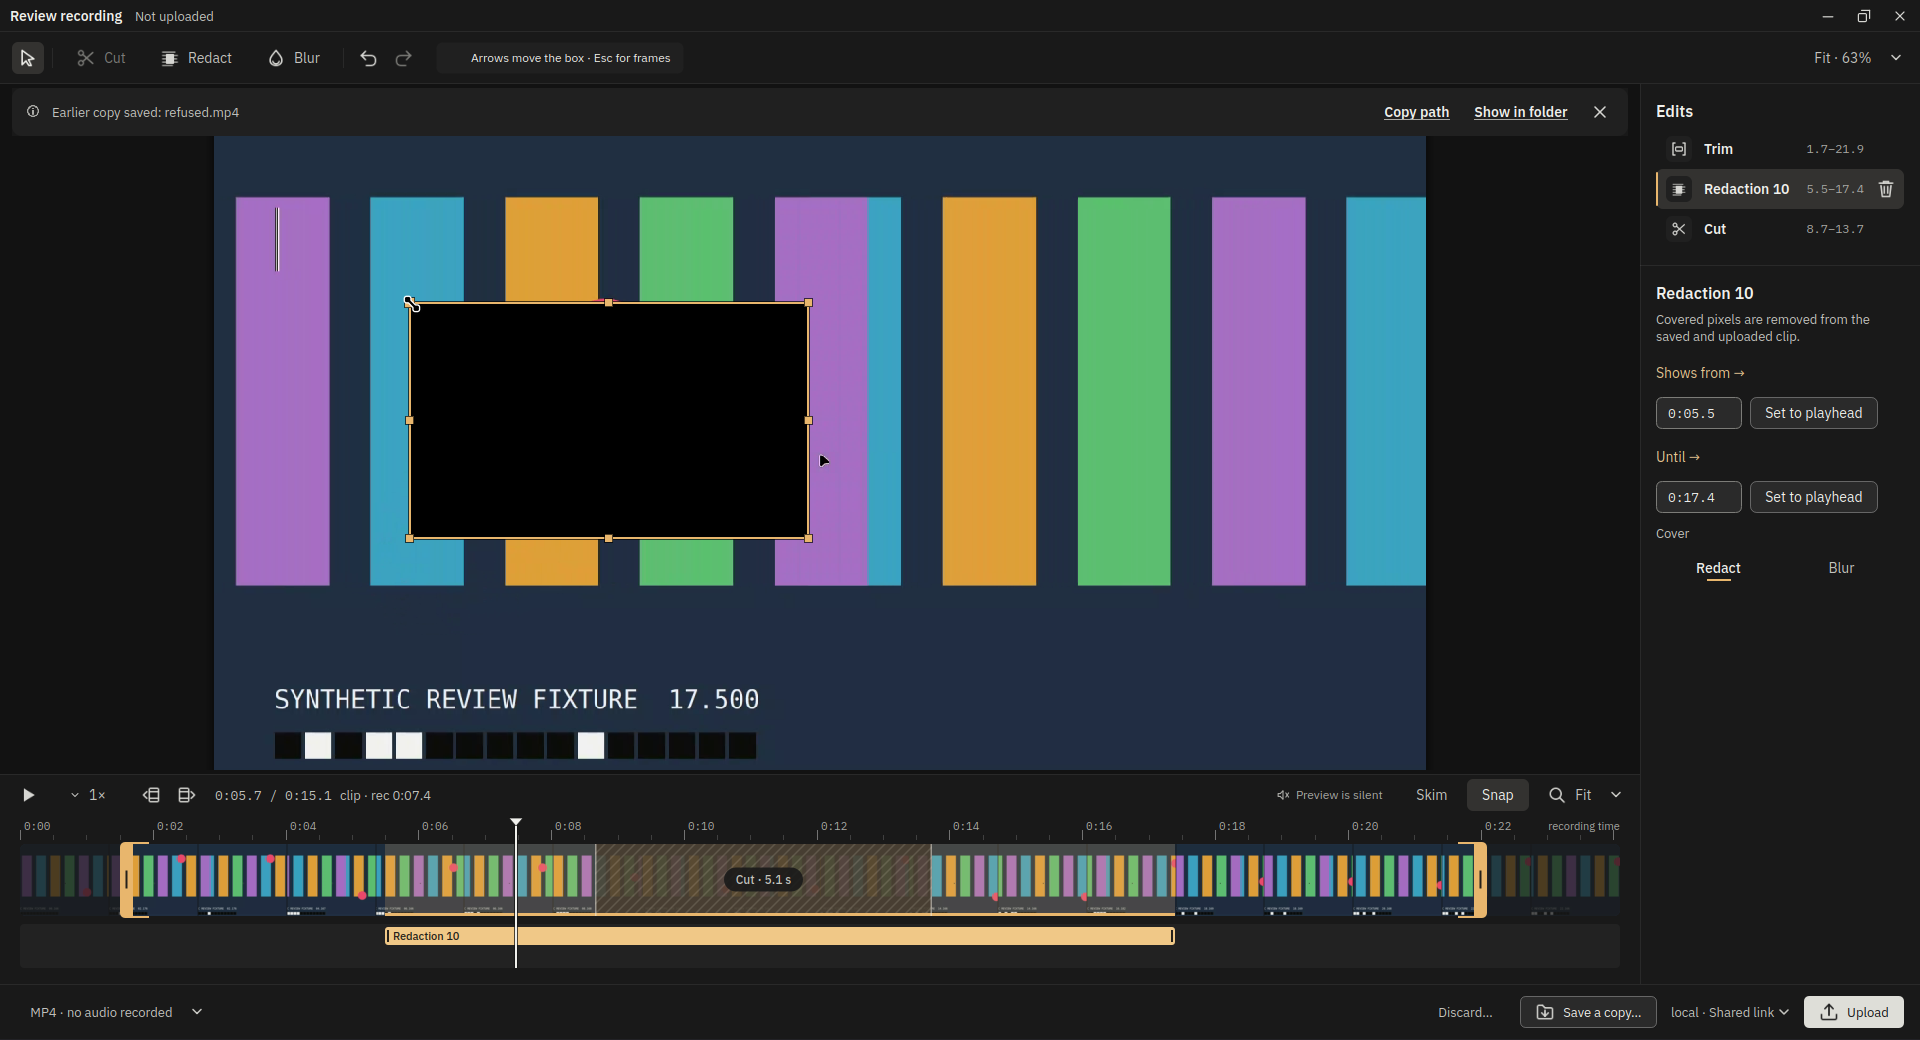 Review recording Not uploaded
Cut Redact Blur Arrows move the box · Esc for frames Fit · 63%
Earlier copy saved: refused.mp4 Copy path Show in folder
Edits
Trim 1.7–21.9
Redaction 10 5.5–17.4
Cut 8.7–13.7
Redaction 10
Covered pixels are removed from the
saved and uploaded clip.
Shows from →
0:05.5 Set to playhead
Until →
0:17.4 Set to playhead
Cover
Redact Blur
SYNTHETIC REVIEW FIXTURE 17.500
1× 0:05.7 / 0:15.1 clip · rec 0:07.4 Preview is silent Skim Snap Fit
0:00 0:02 0:04 0:06 0:08 0:10 0:12 0:14 0:16 0:18 0:20 0:22 recording time
Cut · 5.1 s
Redaction 10
MP4 · no audio recorded Discard... Save a copy... local · Shared link Upload